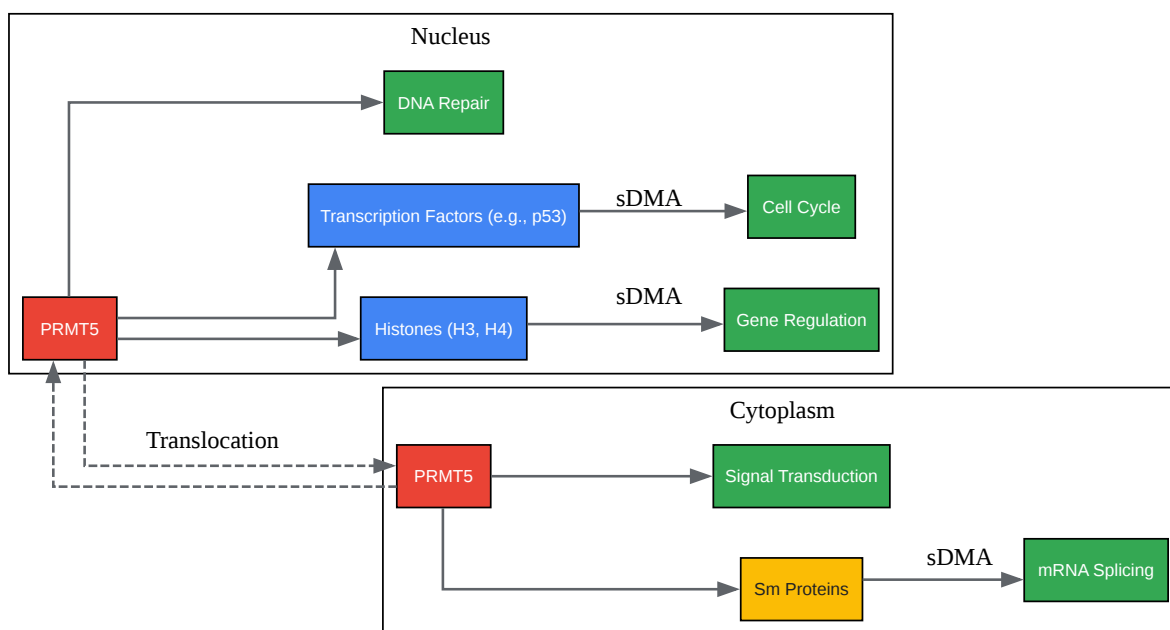 Nucleus
DNA Repair
Transcription Factors (e.g., p53)
sDMA
Cell Cycle
PRMT5
Histones (H3, H4)
sDMA
Gene Regulation
Translocation
Cytoplasm
PRMT5
Signal Transduction
Sm Proteins
sDMA
mRNA Splicing